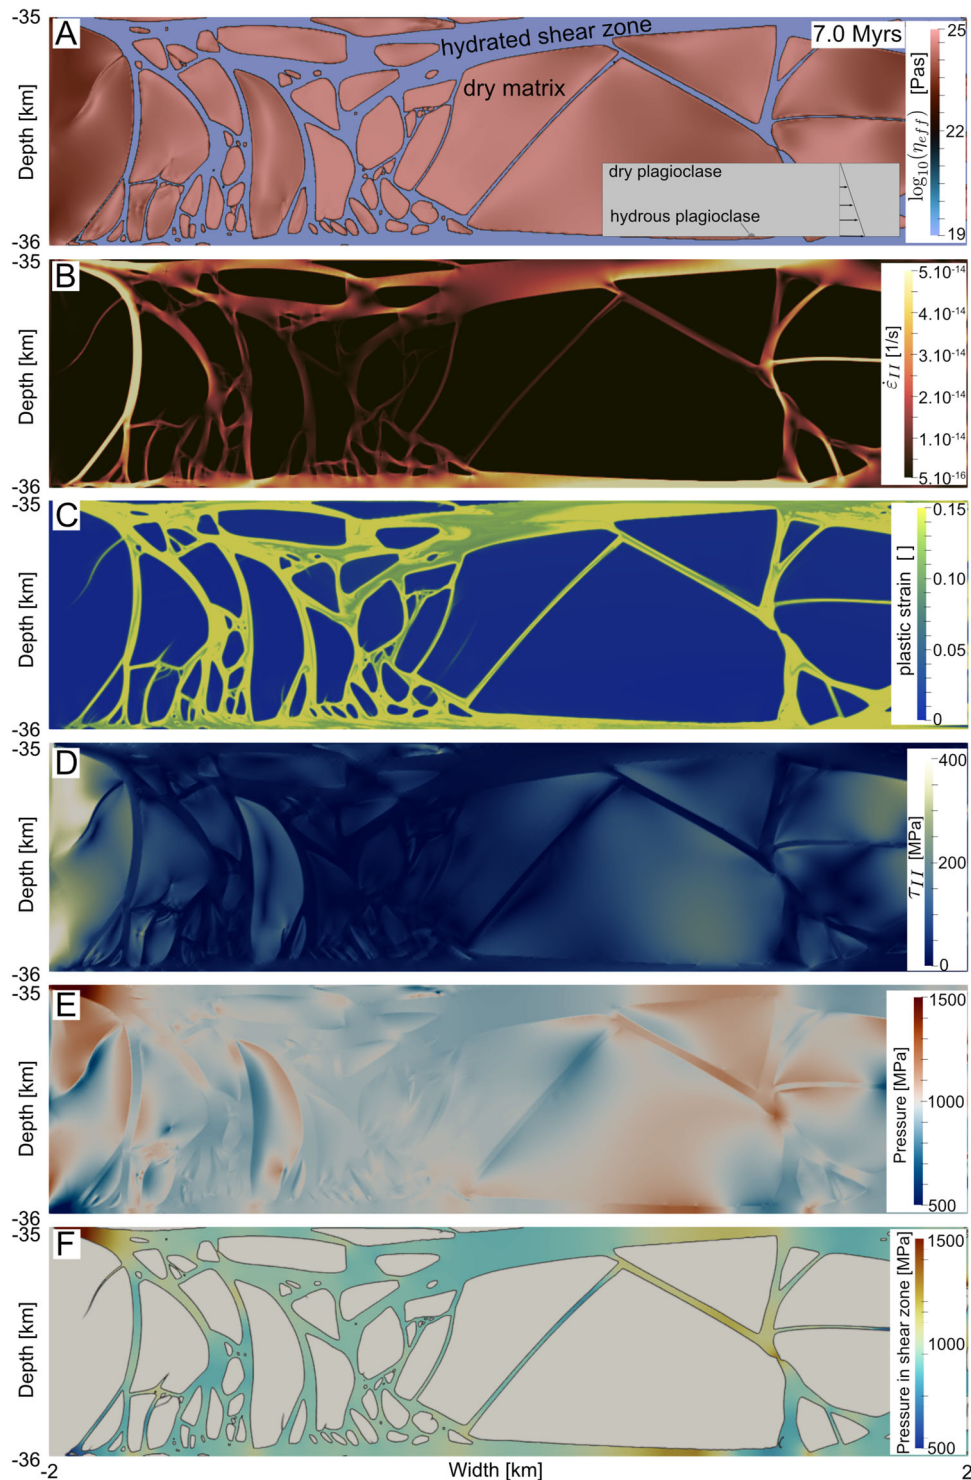 -35
A
hydrated shear zone
7.0 Myrs
dry matrix
dry plagioclase
hydrous plagioclase
Depth [km]
-36
25
22
19
log₁₀(η_eff) [Pas]
-35
B
Depth [km]
-36
5.10⁻¹⁴
4.10⁻¹⁴
3.10⁻¹⁴
2.10⁻¹⁴
1.10⁻¹⁴
5.10⁻¹⁶
ε̇_II [1/s]
-35
C
Depth [km]
-36
0.15
0.10
0.05
0
plastic strain [ ]
D
Depth [km]
-36
400
200
0
τ_II [MPa]
-35
E
Depth [km]
-36
1500
1000
500
Pressure [MPa]
-35
F
Depth [km]
-36
1500
1000
500
Pressure in shear zone [MPa]
-2
Width [km]
2